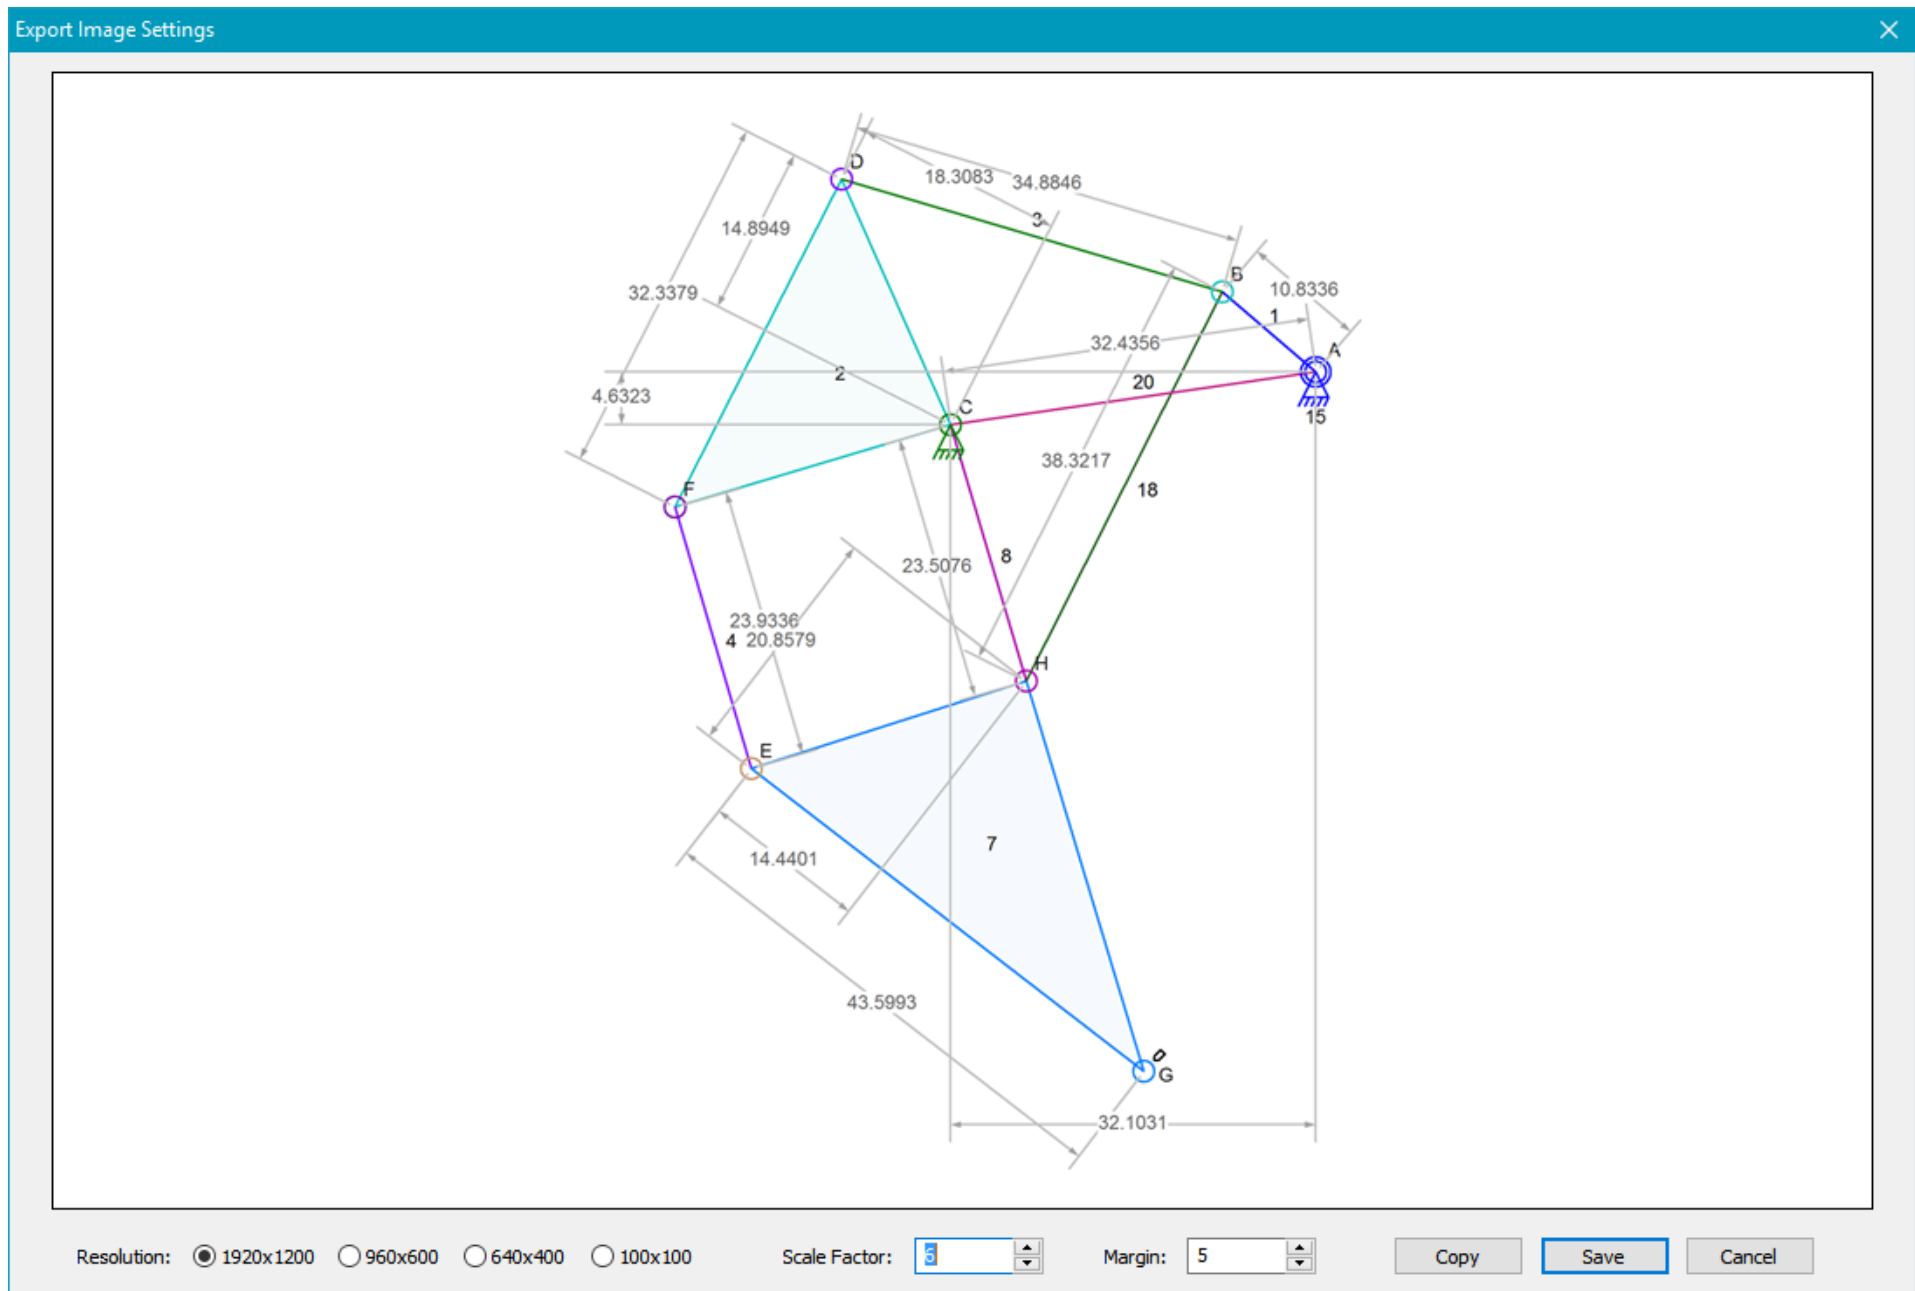 Export Image Settings
D
18.3083
34.8846
3
14.8949
B
10.8336
32.3379
1
32.4356
A
2
20
4.6323
C
15
38.3217
F
18
8
23.5076
23.9336
4
20.8579
H
E
7
14.4401
43.5993
0
G
32.1031
Resolution: 1920x1200 960x600 640x400 100x100 Scale Factor: 6 Margin: 5 Copy Save Cancel